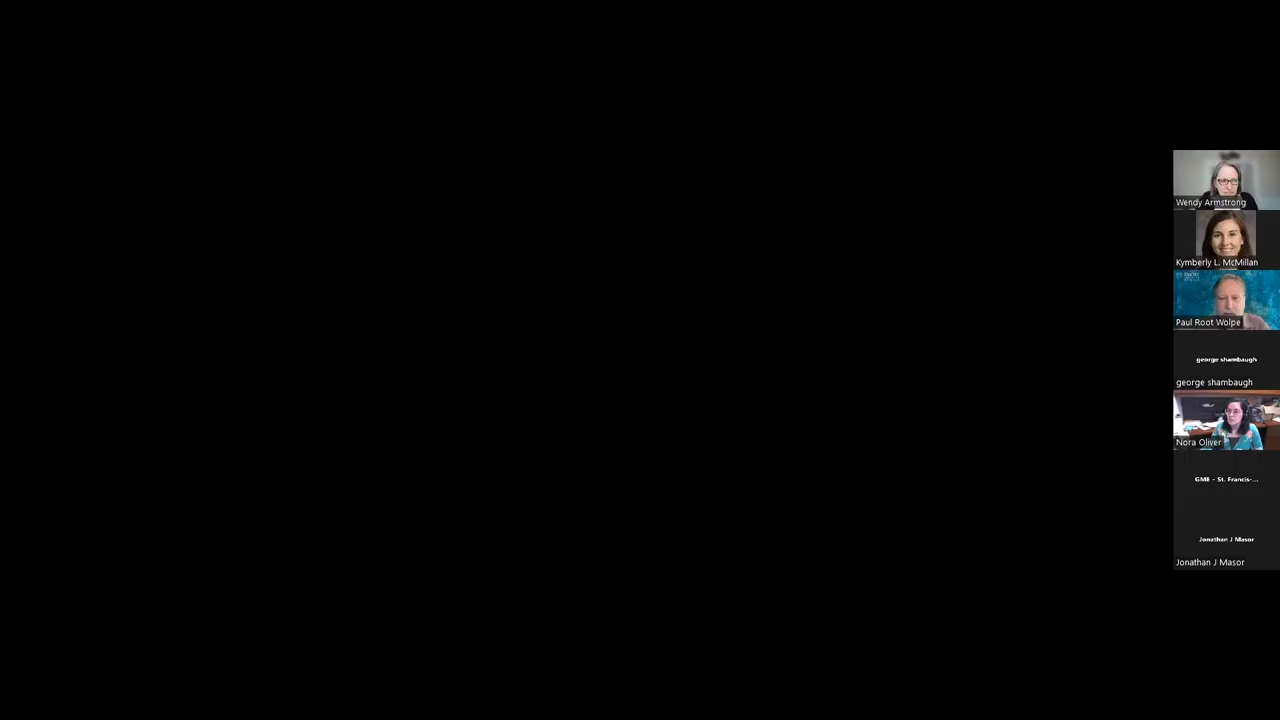 Wendy Armstrong
Kymberly L. McMillan
Paul Root Wolpe
george shambaugh
george shambaugh
Nora Oliver
GME - St. Francis-...
Jonathan J Masor
Jonathan J Masor